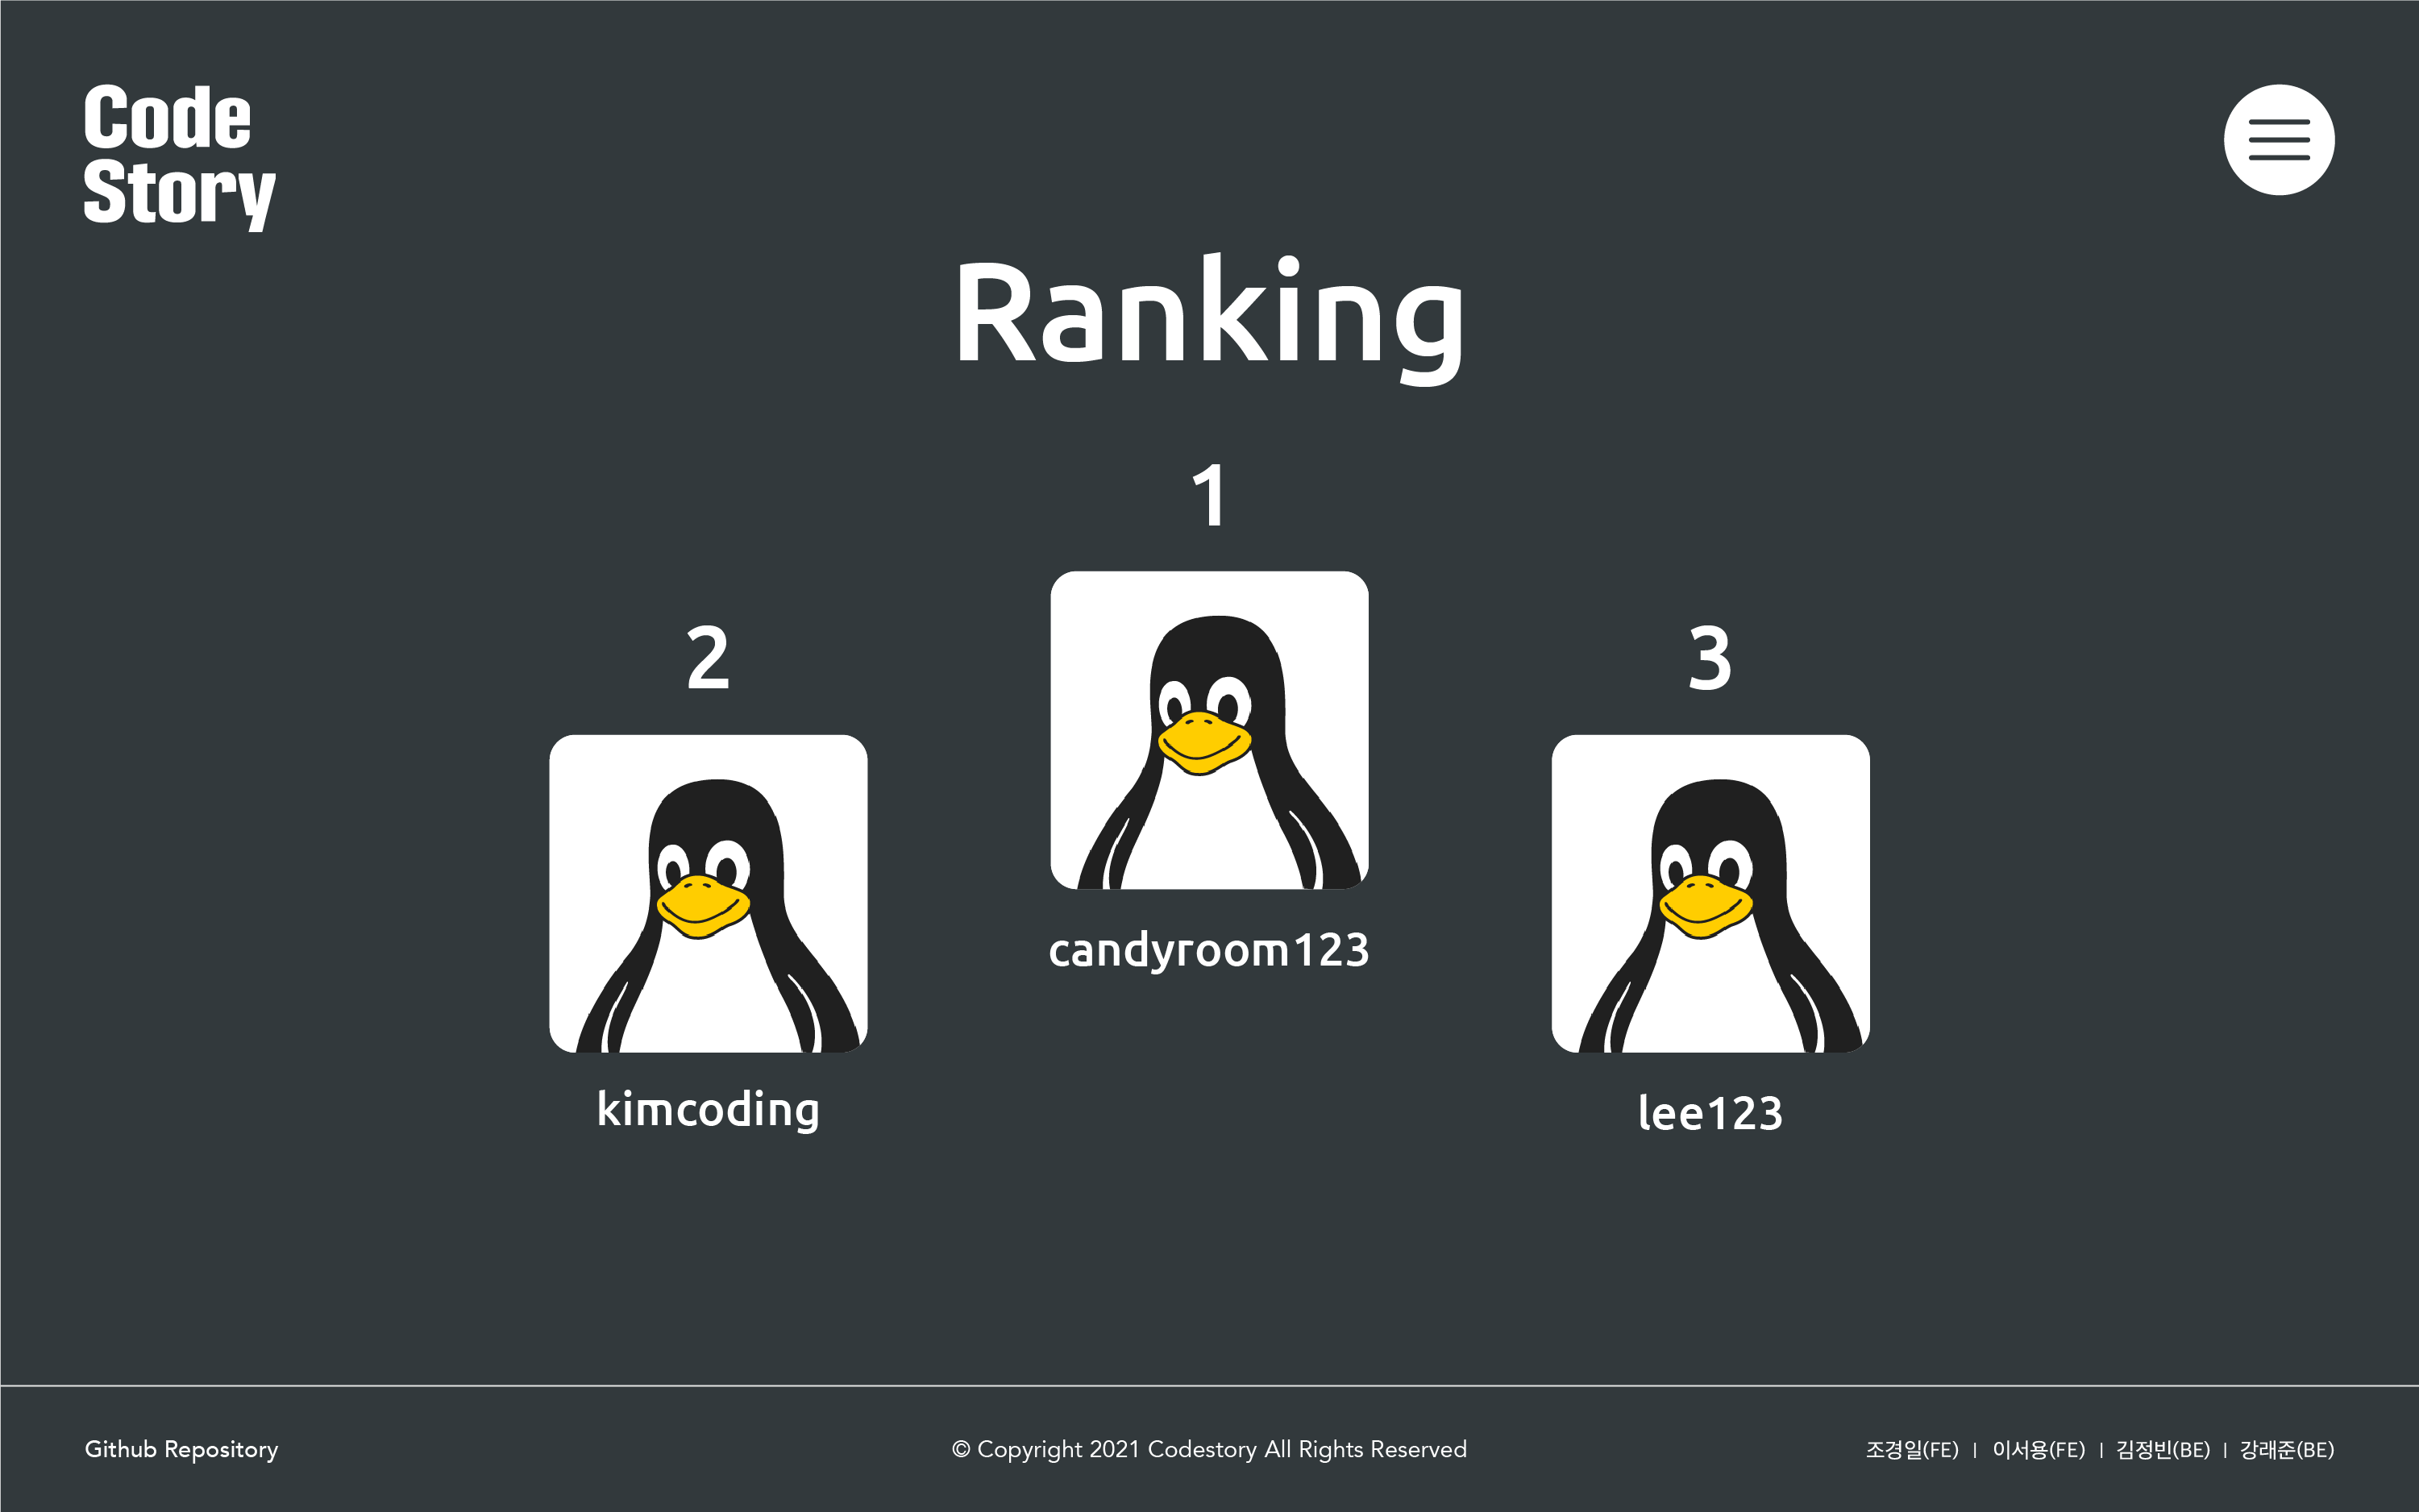 Code
Story
Ranking
1
candyroom123
2
kimcoding
3
lee123
Github Repository
© Copyright 2021 Codestory All Rights Reserved
조경일(FE) | 이서용(FE) | 김정빈(BE) | 강래준(BE)